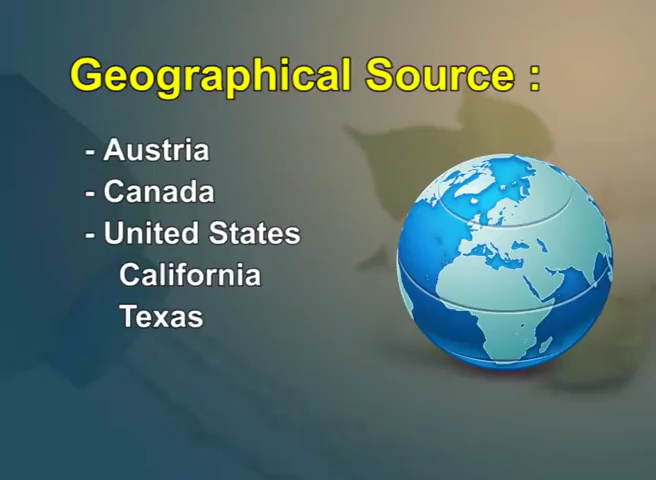 Geographical Source :
- Austria
- Canada
- United States
California
Texas